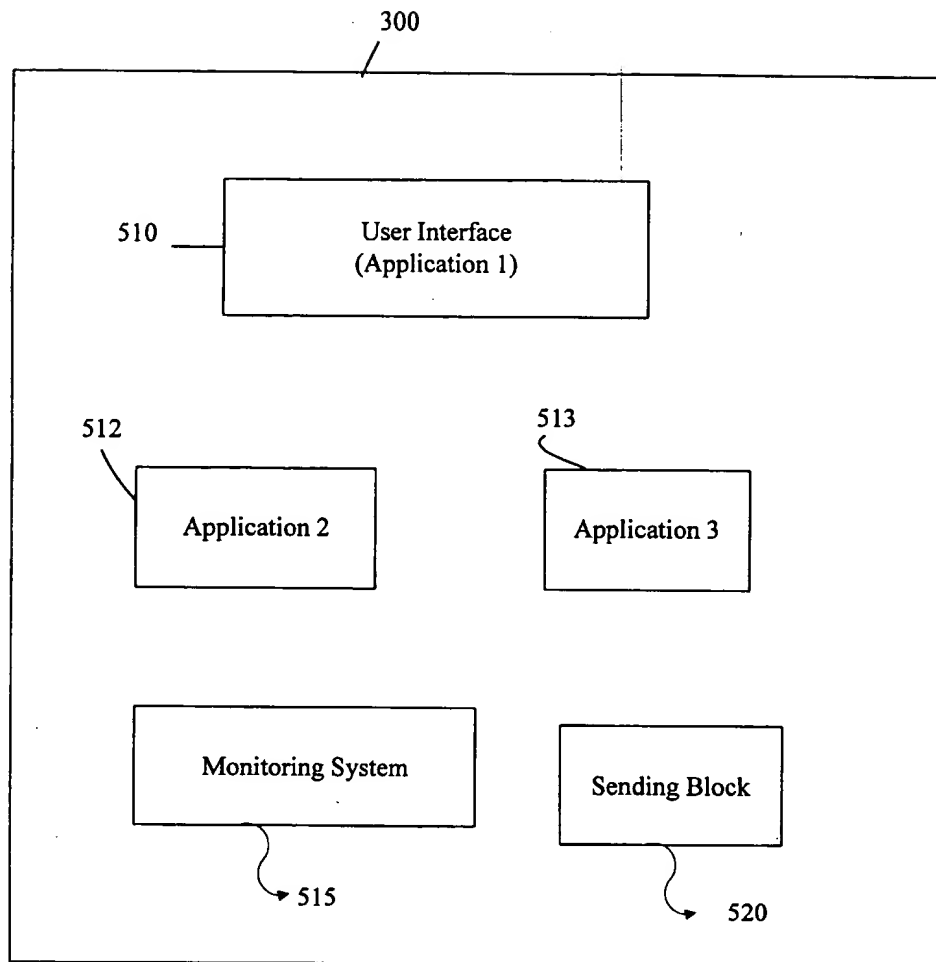 300
510
User Interface
(Application 1)
512
513
Application 2
Application 3
Monitoring System
Sending Block
515
520